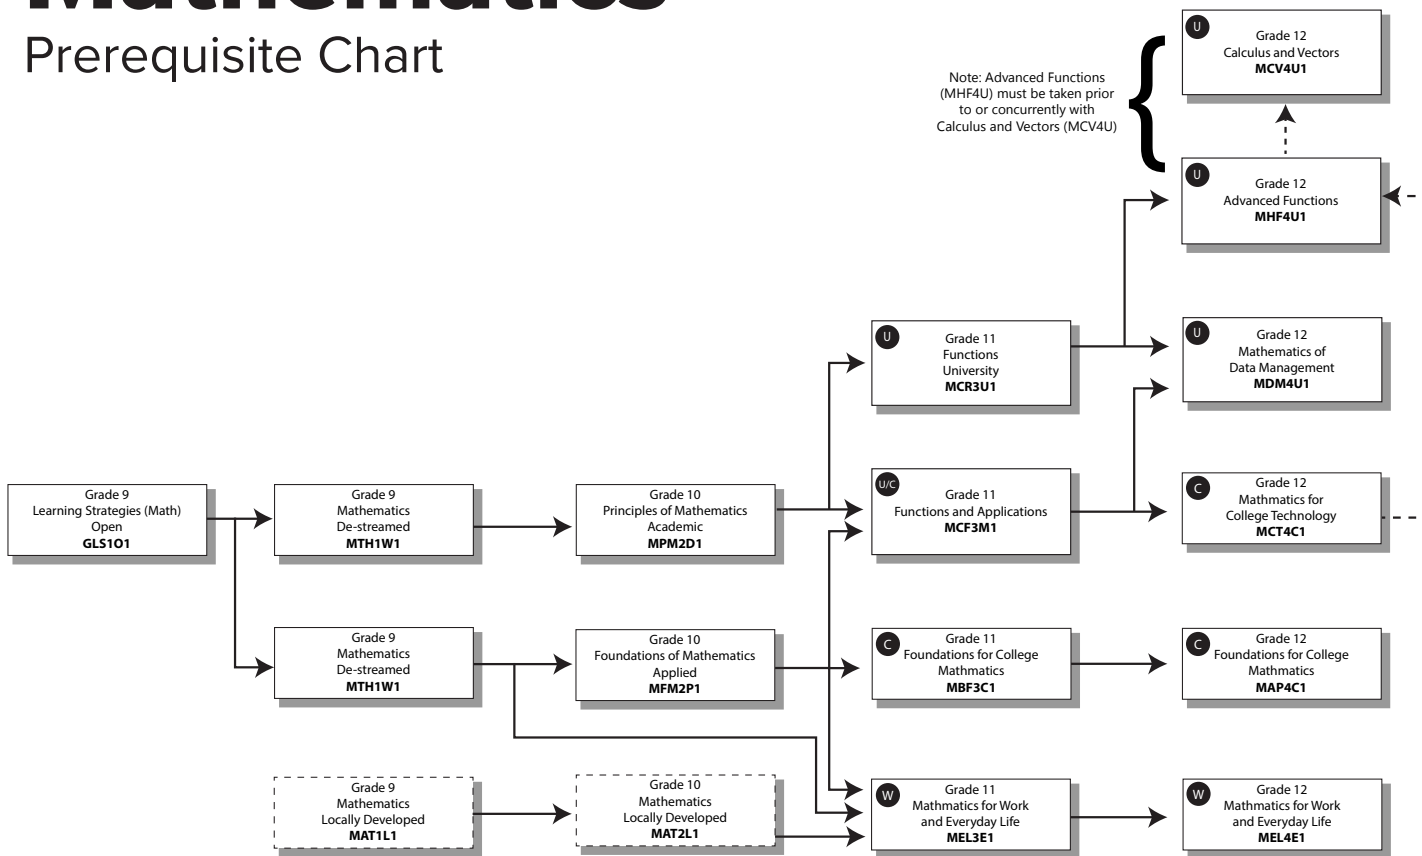 Mathematics
Prerequisite Chart
Note: Advanced Functions
(MHF4U) must be taken prior
to or concurrently with
Calculus and Vectors (MCV4U)
U
Grade 12
Calculus and Vectors
MCV4U1
U
Grade 12
Advanced Functions
MHF4U1
U
Grade 11
Functions
University
MCR3U1
U
Grade 12
Mathematics of
Data Management
MDM4U1
Grade 9
Learning Strategies (Math)
Open
GLS1O1
Grade 9
Mathematics
De-streamed
MTH1W1
Grade 10
Principles of Mathematics
Academic
MPM2D1
U/C
Grade 11
Functions and Applications
MCF3M1
C
Grade 12
Mathmatics for
College Technology
MCT4C1
Grade 9
Mathematics
De-streamed
MTH1W1
Grade 10
Foundations of Mathematics
Applied
MFM2P1
C
Grade 11
Foundations for College
Mathmatics
MBF3C1
C
Grade 12
Foundations for College
Mathmatics
MAP4C1
Grade 9
Mathematics
Locally Developed
MAT1L1
Grade 10
Mathematics
Locally Developed
MAT2L1
W
Grade 11
Mathmatics for Work
and Everyday Life
MEL3E1
W
Grade 12
Mathmatics for Work
and Everyday Life
MEL4E1